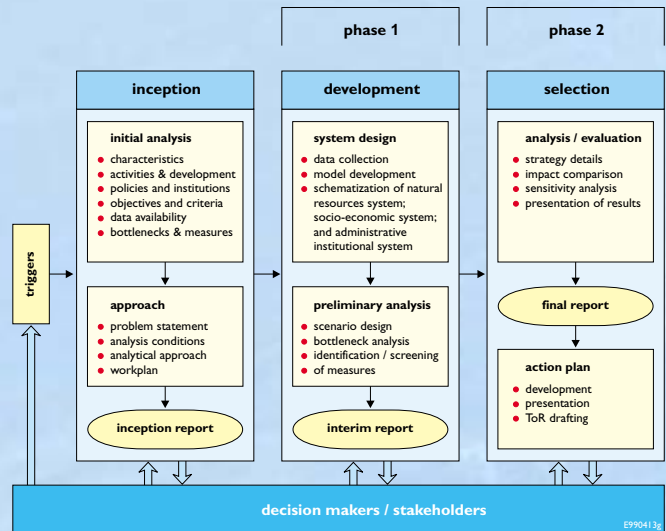 phase 1
phase 2
inception
development
selection
triggers
initial analysis
characteristics
activities & development
policies and institutions
objectives and criteria
data availability
bottlenecks & measures
approach
problem statement
analysis conditions
analytical approach
workplan
inception report
system design
data collection
model development
schematization of natural
resources system;
socio-economic system;
and administrative
institutional system
preliminary analysis
scenario design
bottleneck analysis
identification / screening
of measures
interim report
analysis / evaluation
strategy details
impact comparison
sensitivity analysis
presentation of results
final report
action plan
development
presentation
ToR drafting
decision makers / stakeholders
E990413g